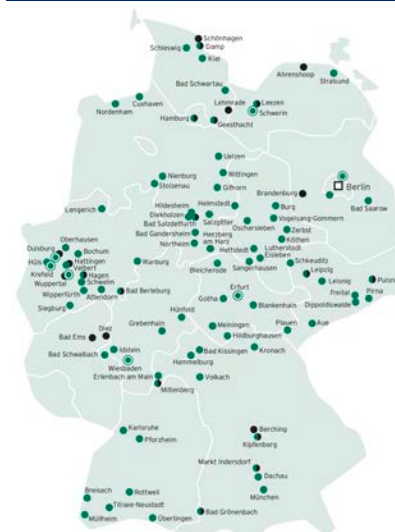 Schönhagen
Schleswig
Damp
Kiel
Ahrenshoop
Stralsund
Bad Schwartau
Cuxhaven
Nordenham
Lehmrade
Leezen
Schwerin
Hamburg
Geesthacht
Uelzen
Wittingen
Nienburg
Stolzenau
Gifhorn
Brandenburg
Berlin
Bad Saarow
Hildesheim
Helmstedt
Burg
Lengerich
Diekholzen
Vogelsang-Gommern
Bad Salzdetfurth
Salzgitter
Oschersleben
Zerbst
Bad Gandersheim
Herzberg
am Harz
Köthen
Northeim
Hettstedt
Lutherstadt
Eisleben
Oberhausen
Duisburg
Bochum
Hattingen
Hüls
Velbert
Krefeld
Hagen
Wuppertal
Schwelm
Warburg
Bleicherode
Sangerhausen
Schkeuditz
Leipzig
Leisnig
Pulsnitz
Wipperfürth
Attendorn
Bad Berleburg
Erfurt
Freital
Pirna
Siegburg
Gotha
Blankenhain
Dippoldiswalde
Hünfeld
Grebenhain
Meiningen
Plauen
Aue
Diez
Bad Ems
Hildburghausen
Idstein
Bad Kissingen
Kronach
Bad Schwalbach
Hammelburg
Wiesbaden
Erlenbach am Main
Volkach
Miltenberg
Karlsruhe
Pforzheim
Berching
Kipfenberg
Markt Indersdorf
Dachau
Breisach
Rottweil
München
Titisee-Neustadt
Müllheim
Überlingen
Bad Grönenbach